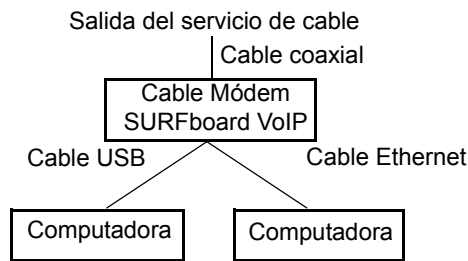 Salida del servicio de cable
Cable coaxial
Cable Módem
SURFboard VoIP
Cable USB
Cable Ethernet
Computadora
Computadora